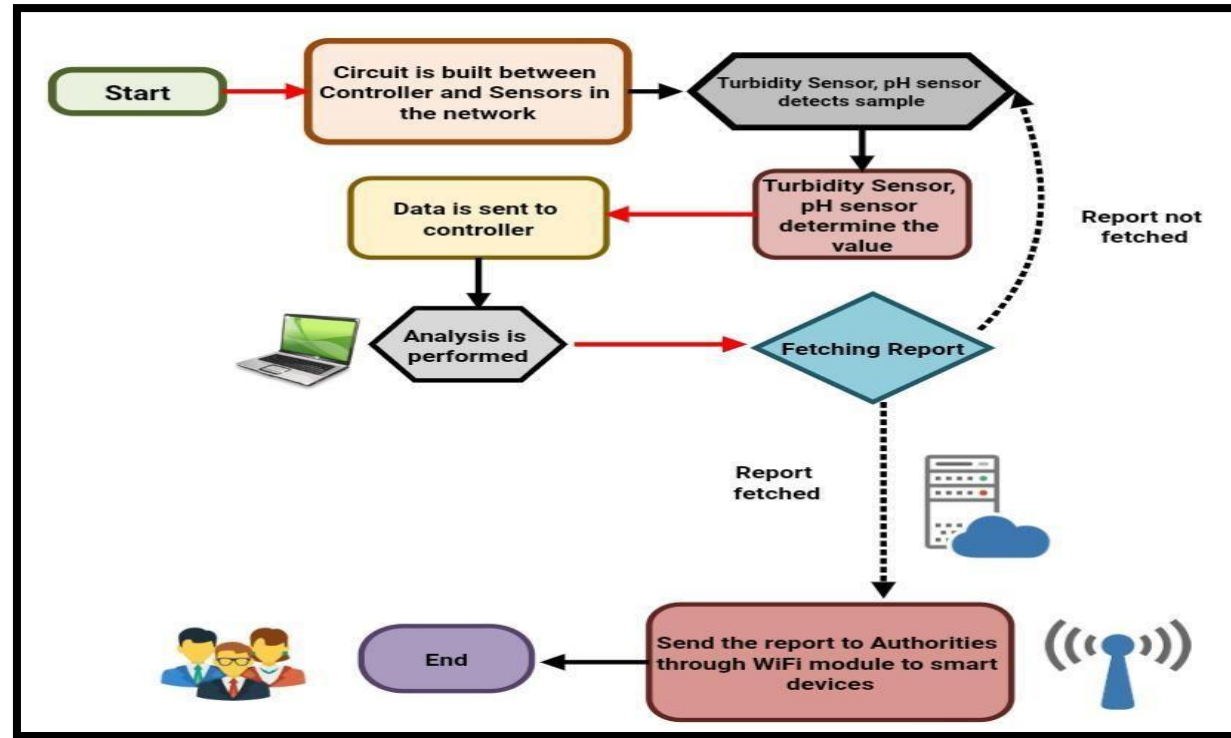 Start
Circuit is built between
Controller and Sensors in
the network
Turbidity Sensor, pH sensor
detects sample
Turbidity Sensor,
pH sensor
determine the
value
Data is sent to
controller
Report not
fetched
Analysis is
performed
Fetching Report
Report
fetched
Send the report to Authorities
through WiFi module to smart
devices
End